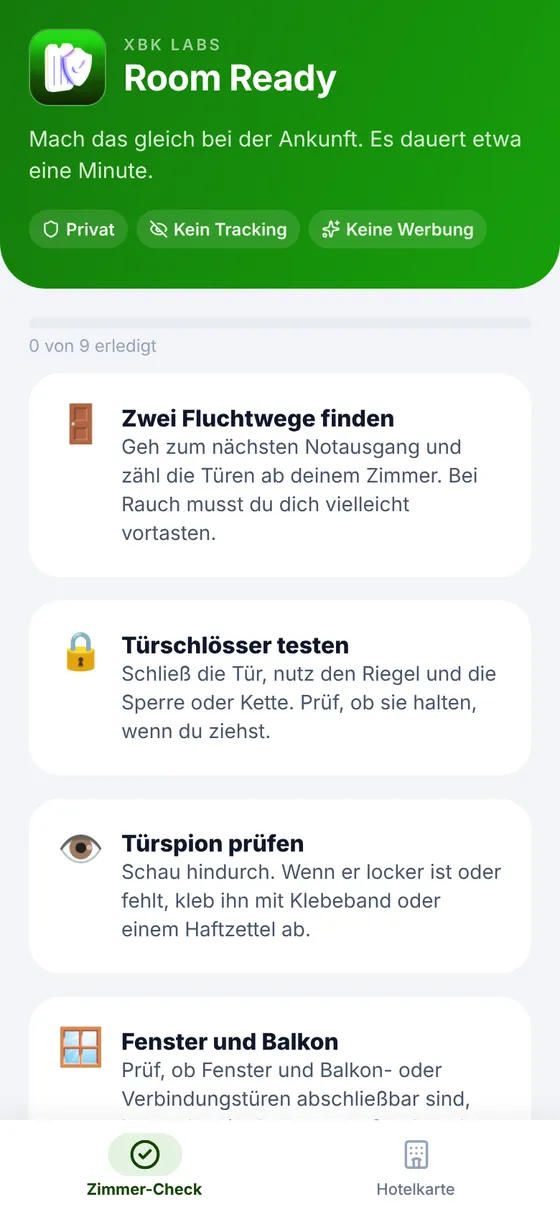 XBK LABS
Room Ready
Mach das gleich bei der Ankunft. Es dauert etwa
eine Minute.
Privat
Kein Tracking
Keine Werbung
0 von 9 erledigt
Zwei Fluchtwege finden
Geh zum nächsten Notausgang und
zähl die Türen ab deinem Zimmer. Bei
Rauch musst du dich vielleicht
vortasten.
Türschlösser testen
Schließ die Tür, nutz den Riegel und die
Sperre oder Kette. Prüf, ob sie halten,
wenn du ziehst.
Türspion prüfen
Schau hindurch. Wenn er locker ist oder
fehlt, kleb ihn mit Klebeband oder
einem Haftzettel ab.
Fenster und Balkon
Prüf, ob Fenster und Balkon- oder
Verbindungstüren abschließbar sind,
Zimmer-Check
Hotelkarte